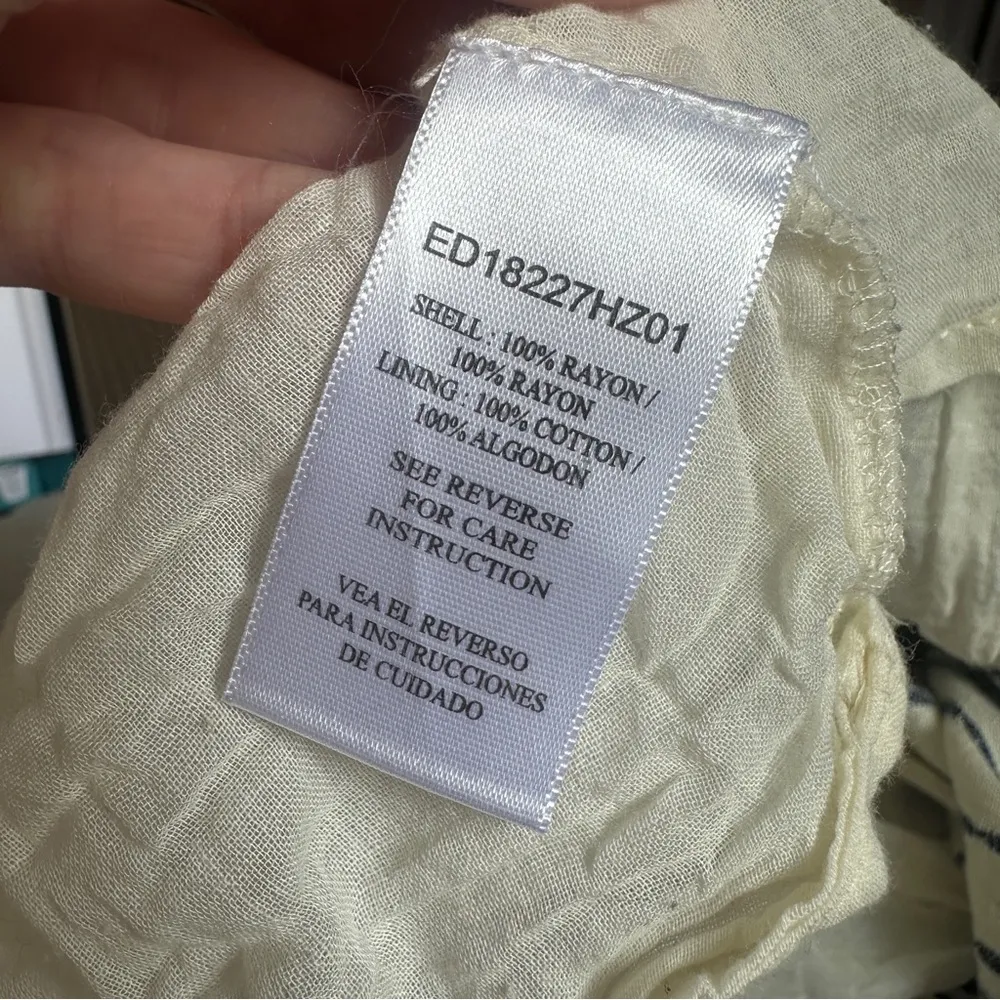 ED18227HZ01
SHELL : 100% RAYON /
100% RAYON
LINING : 100% COTTON /
100% ALGODON
SEE REVERSE
FOR CARE
INSTRUCTION
VEA EL REVERSO
PARA INSTRUCCIONES
DE CUIDADO